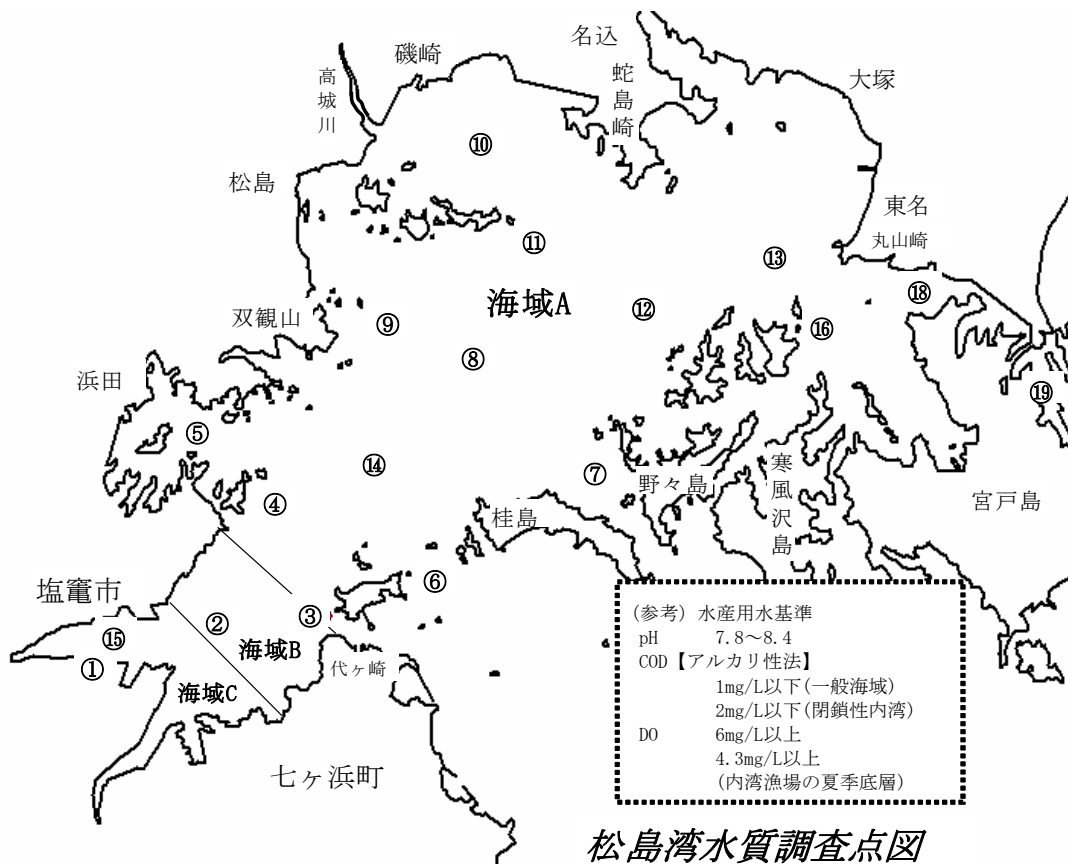 名込
磯崎
高城川
蛇島崎
大塚
⑩
松島
東名
丸山崎
⑪
⑬
⑱
海域A
⑫
⑨
⑯
双観山
⑧
浜田
⑲
⑤
⑭
⑦
野々島
寒風沢島
宮戸島
④
桂島
⑥
塩竈市
③
②
⑮
海域B
①
代ヶ崎
海域C
七ヶ浜町
(参考) 水産用水基準
pH 7.8～8.4
COD【アルカリ性法】
1mg/L以下(一般海域)
2mg/L以下(閉鎖性内湾)
DO 6mg/L以上
4.3mg/L以上
(内湾漁場の夏季底層)
松島湾水質調査点図